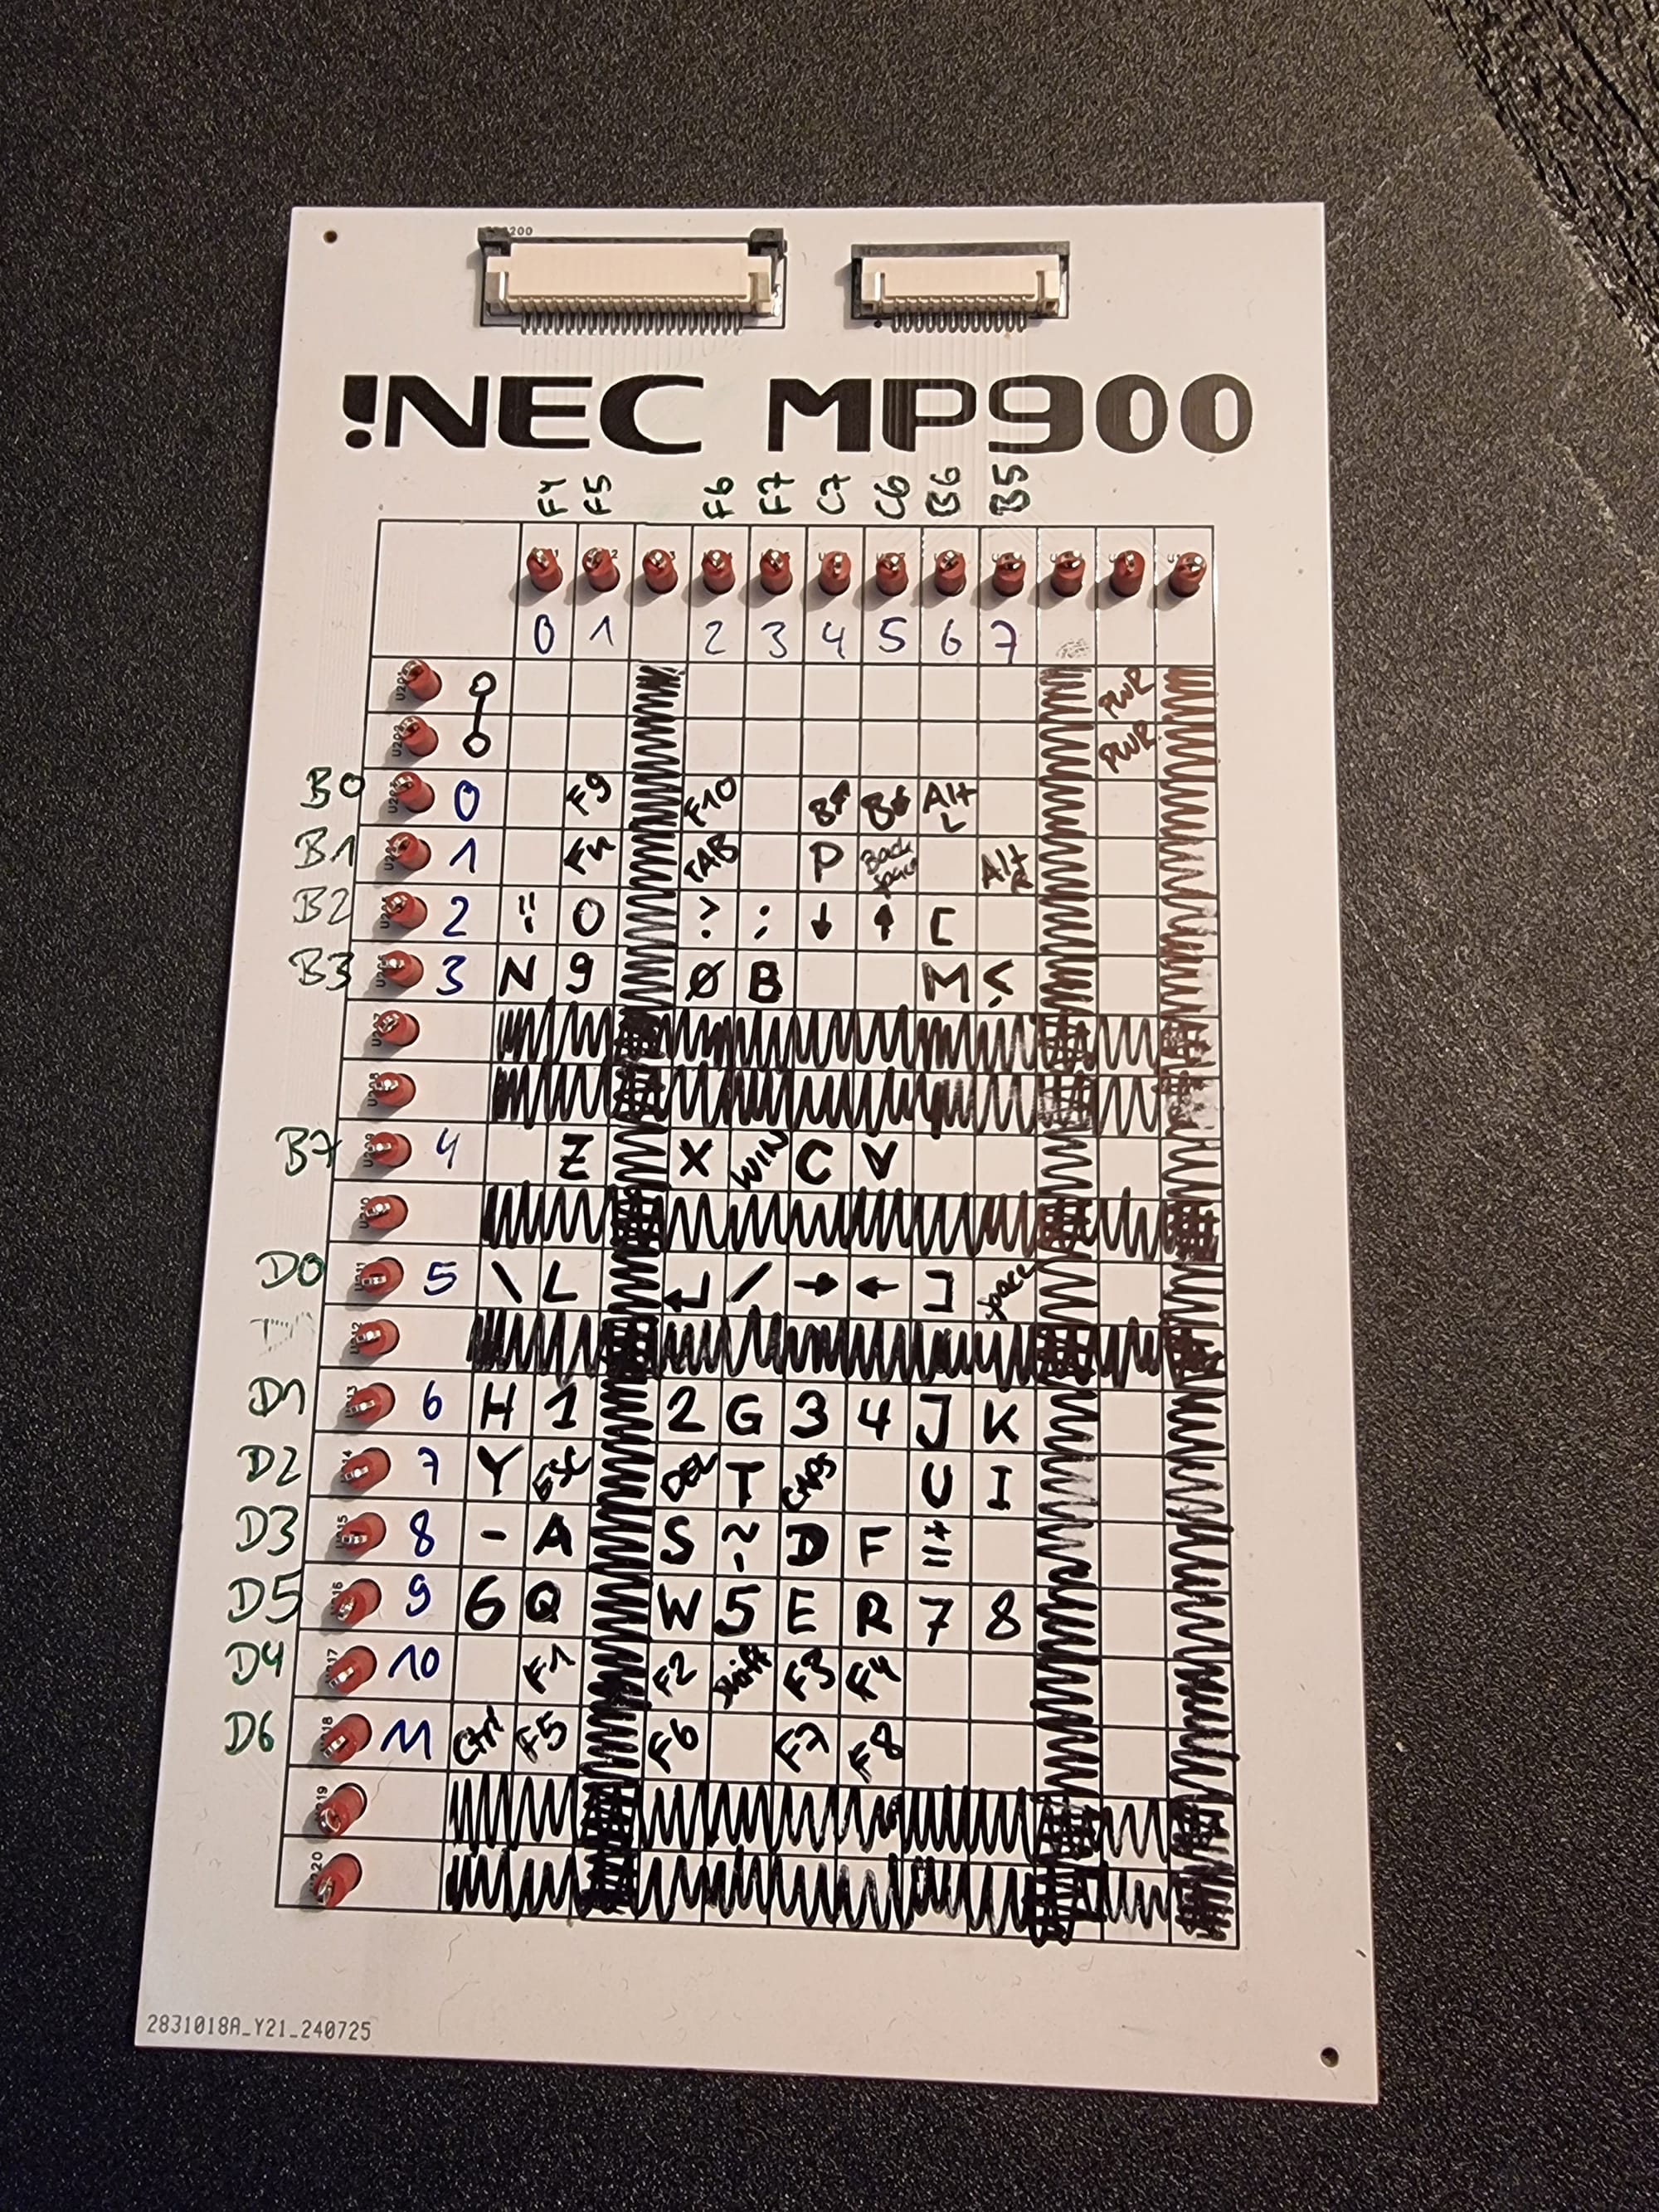 !NEC MP900
F4 F5 F6 F7 C7 C6 B6 B5
0 1 2 3 4 5 6 7
PWR
PWR
B0 0 F9 F10 Alt L
B1 1 Fn TAB P Back space Alt R
B2 2 " ' O > . ; ↓ ↑ [
B3 3 N 9 Ø B M <
B7 4 Z X WIN C V
D0 5 \ L ↵ / → ← ] space
D1 6 H 1 2 G 3 4 J K
D2 7 Y ESC DEL T CAPS U I
D3 8 - A S ~ D F + =
D5 9 6 Q W 5 E R 7 8
D4 10 F1 F2 Shift F3 F4
D6 11 Ctrl F5 F6 F7 F8
2831018A_Y21_240725